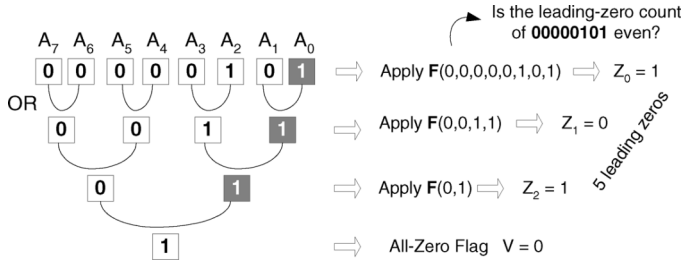 Is the leading-zero count
of 00000101 even?
A7 A6 A5 A4 A3 A2 A1 A0
0 0 0 0 0 1 0 1 Apply F(0,0,0,0,0,1,0,1) Z0 = 1
OR
0 0 1 1 Apply F(0,0,1,1) Z1 = 0
0 1 Apply F(0,1) Z2 = 1
5 leading zeros
1 All-Zero Flag V = 0